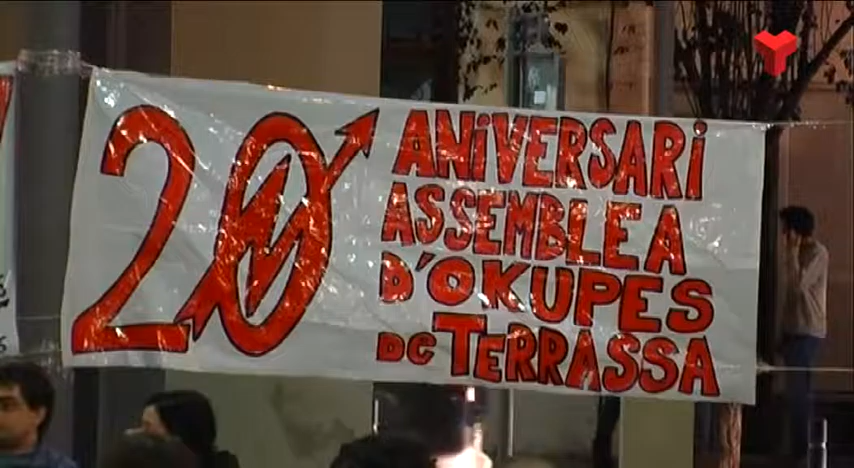 20 ANiVERSARi
ASSEMBLEA
D'OKUPES
DE TERRASSA